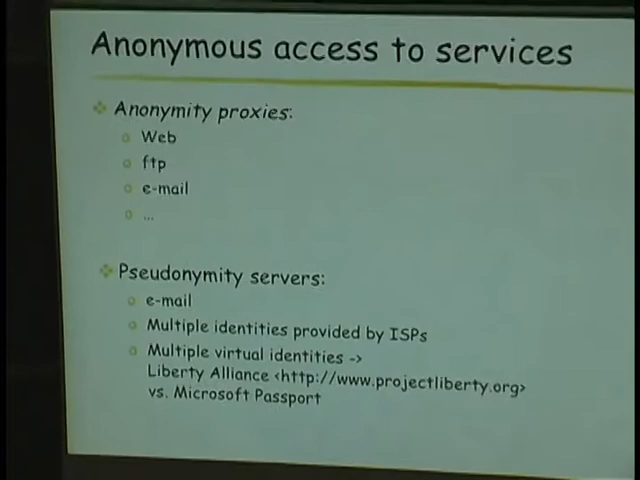 Anonymous access to services
Anonymity proxies:
Web
ftp
e-mail
...
Pseudonymity servers:
e-mail
Multiple identities provided by ISPs
Multiple virtual identities ->
Liberty Alliance <http://www.projectliberty.org>
vs. Microsoft Passport